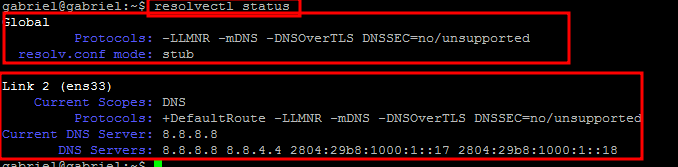 gabriel@gabriel:~$ resolvectl status
Global
Protocols: -LLMNR -mDNS -DNSOverTLS DNSSEC=no/unsupported
resolv.conf mode: stub
Link 2 (ens33)
Current Scopes: DNS
Protocols: +DefaultRoute -LLMNR -mDNS -DNSOverTLS DNSSEC=no/unsupported
Current DNS Server: 8.8.8.8
DNS Servers: 8.8.8.8 8.8.4.4 2804:29b8:1000:1::17 2804:29b8:1000:1::18
gabriel@gabriel:~$